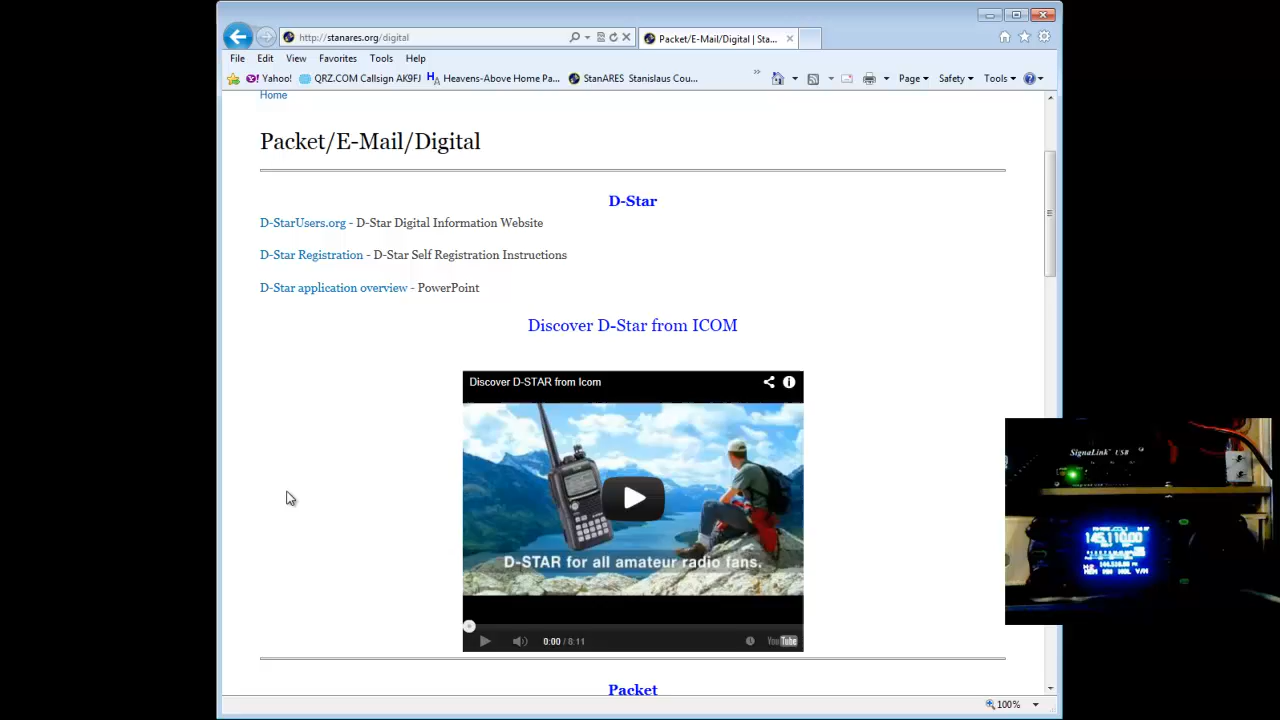 http://stanares.org/digital
Packet/E-Mail/Digital | Sta...
File Edit View Favorites Tools Help
Yahoo! QRZ.COM Callsign AK9FJ Heavens-Above Home Pa... StanARES Stanislaus Cou... Page Safety Tools
Home
Packet/E-Mail/Digital
D-Star
D-StarUsers.org - D-Star Digital Information Website
D-Star Registration - D-Star Self Registration Instructions
D-Star application overview - PowerPoint
Discover D-Star from ICOM
Discover D-STAR from Icom
D-STAR for all amateur radio fans.
0:00 / 8:11 YouTube
Packet
100%
SignaLink USB
145.110.00